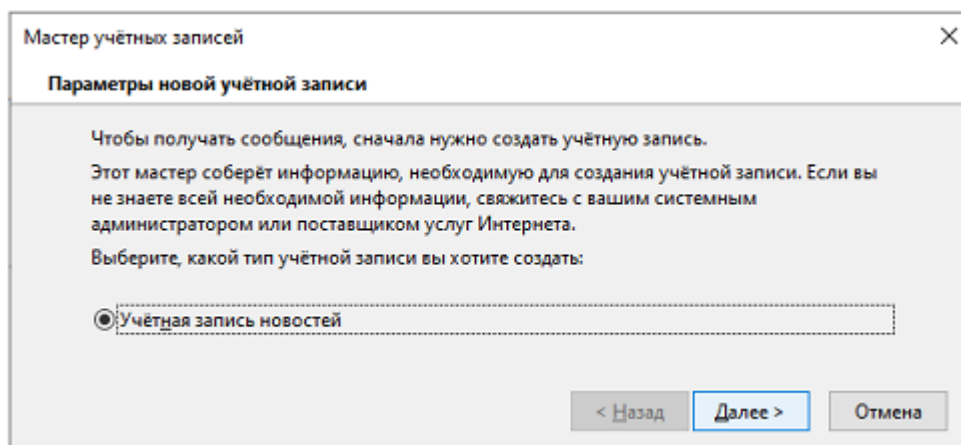 Мастер учётных записей
Параметры новой учётной записи
Чтобы получать сообщения, сначала нужно создать учётную запись.
Этот мастер соберёт информацию, необходимую для создания учётной записи. Если вы
не знаете всей необходимой информации, свяжитесь с вашим системным
администратором или поставщиком услуг Интернета.
Выберите, какой тип учётной записи вы хотите создать:
Учётная запись новостей
< Назад
Далее >
Отмена